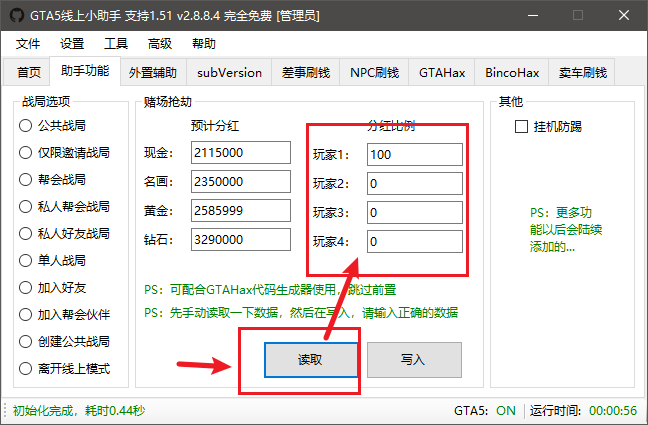 GTA5线上小助手 支持1.51 v2.8.8.4 完全免费 [管理员]
文件 设置 工具 高级 帮助
首页 助手功能 外置辅助 subVersion 差事刷钱 NPC刷钱 GTAHax BincoHax 卖车刷钱
战局选项
公共战局
仅限邀请战局
帮会战局
私人帮会战局
私人好友战局
单人战局
加入好友
加入帮会伙伴
创建公共战局
离开线上模式
赌场抢劫
预计分红
现金： 2115000
名画： 2350000
黄金： 2585999
钻石： 3290000
分红比例
玩家1： 100
玩家2： 0
玩家3： 0
玩家4： 0
PS：可配合GTAHax代码生成器使用，跳过前置
PS：先手动读取一下数据，然后在写入，请输入正确的数据
读取 写入
其他
挂机防踢
PS：更多功
能以后会陆续
添加的...
初始化完成，耗时0.44秒 GTA5: ON 运行时间: 00:00:56